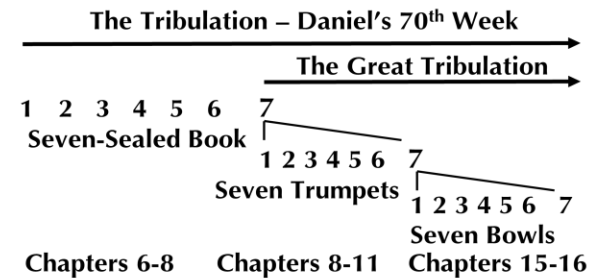 The Tribulation – Daniel's 70th Week
The Great Tribulation
1 2 3 4 5 6 7
Seven-Sealed Book
1 2 3 4 5 6 7
Seven Trumpets
1 2 3 4 5 6 7
Seven Bowls
Chapters 6-8 Chapters 8-11 Chapters 15-16